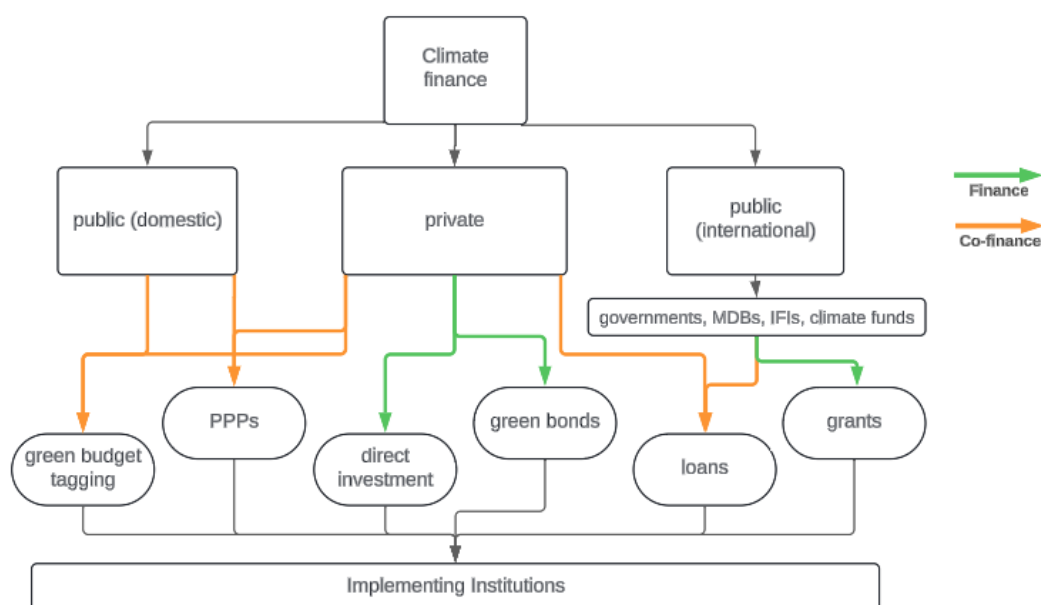 Climate
finance
public (domestic)
private
public
(international)
Finance
Co-finance
governments, MDBs, IFIs, climate funds
PPPs
green bonds
grants
green budget
tagging
direct
investment
loans
Implementing Institutions